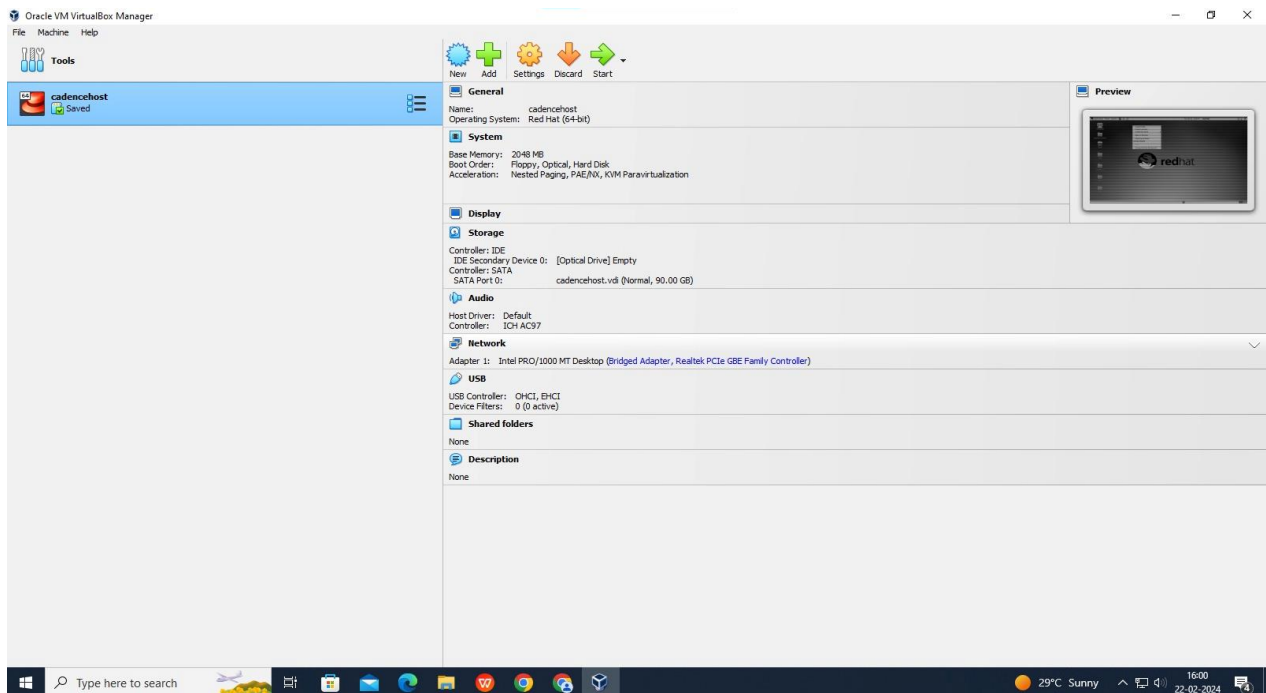 Oracle VM VirtualBox Manager
File Machine Help
Tools
New Add Settings Discard Start
64 cadencehost
Saved
General
Name: cadencehost
Operating System: Red Hat (64-bit)
System
Base Memory: 2048 MB
Boot Order: Floppy, Optical, Hard Disk
Acceleration: Nested Paging, PAE/NX, KVM Paravirtualization
Preview
redhat
Display
Storage
Controller: IDE
IDE Secondary Device 0: [Optical Drive] Empty
Controller: SATA
SATA Port 0: cadencehost.vdi (Normal, 90.00 GB)
Audio
Host Driver: Default
Controller: ICH AC97
Network
Adapter 1: Intel PRO/1000 MT Desktop (Bridged Adapter, Realtek PCIe GBE Family Controller)
USB
USB Controller: OHCI, EHCI
Device Filters: 0 (0 active)
Shared folders
None
Description
None
Type here to search
29°C Sunny
16:00
22-02-2024
4